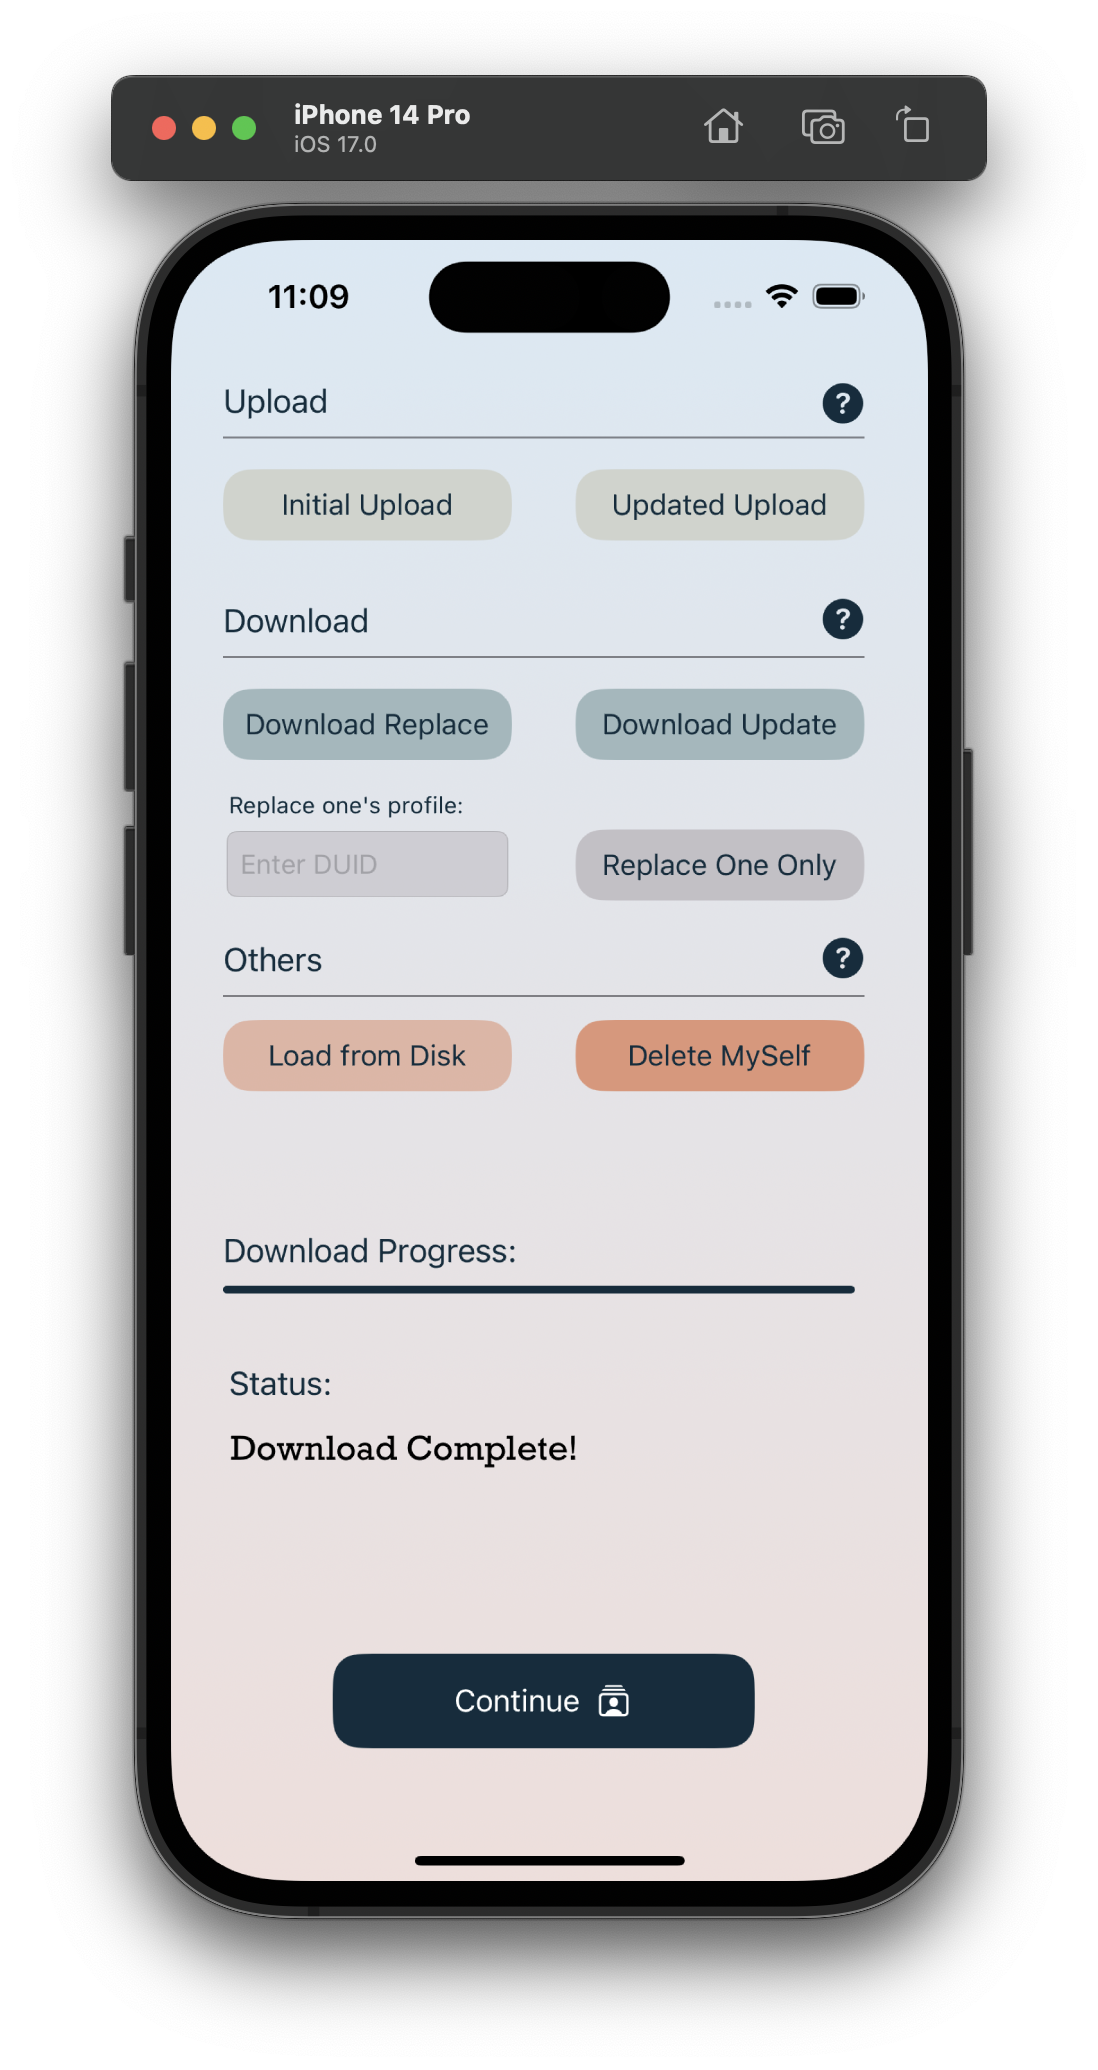 iPhone 14 Pro
iOS 17.0
11:09
Upload ?
Initial Upload Updated Upload
Download ?
Download Replace Download Update
Replace one's profile:
Enter DUID Replace One Only
Others ?
Load from Disk Delete MySelf
Download Progress:
Status:
Download Complete!
Continue